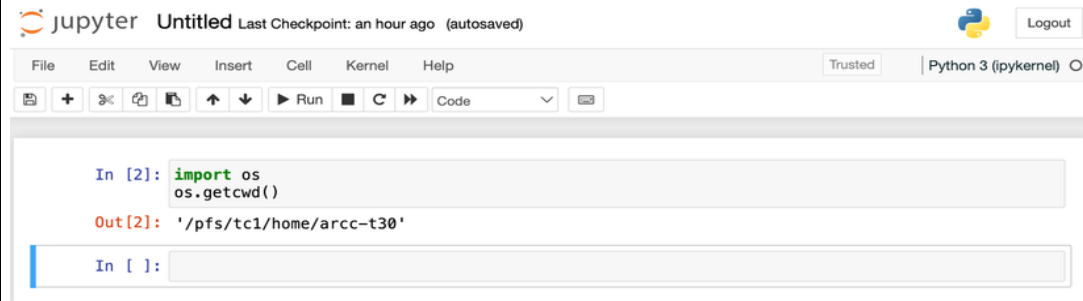 jupyter Untitled Last Checkpoint: an hour ago (autosaved) Logout
File Edit View Insert Cell Kernel Help Trusted Python 3 (ipykernel)
Run Code
In [2]: import os
os.getcwd()
Out[2]: '/pfs/tc1/home/arcc-t30'
In [ ]: